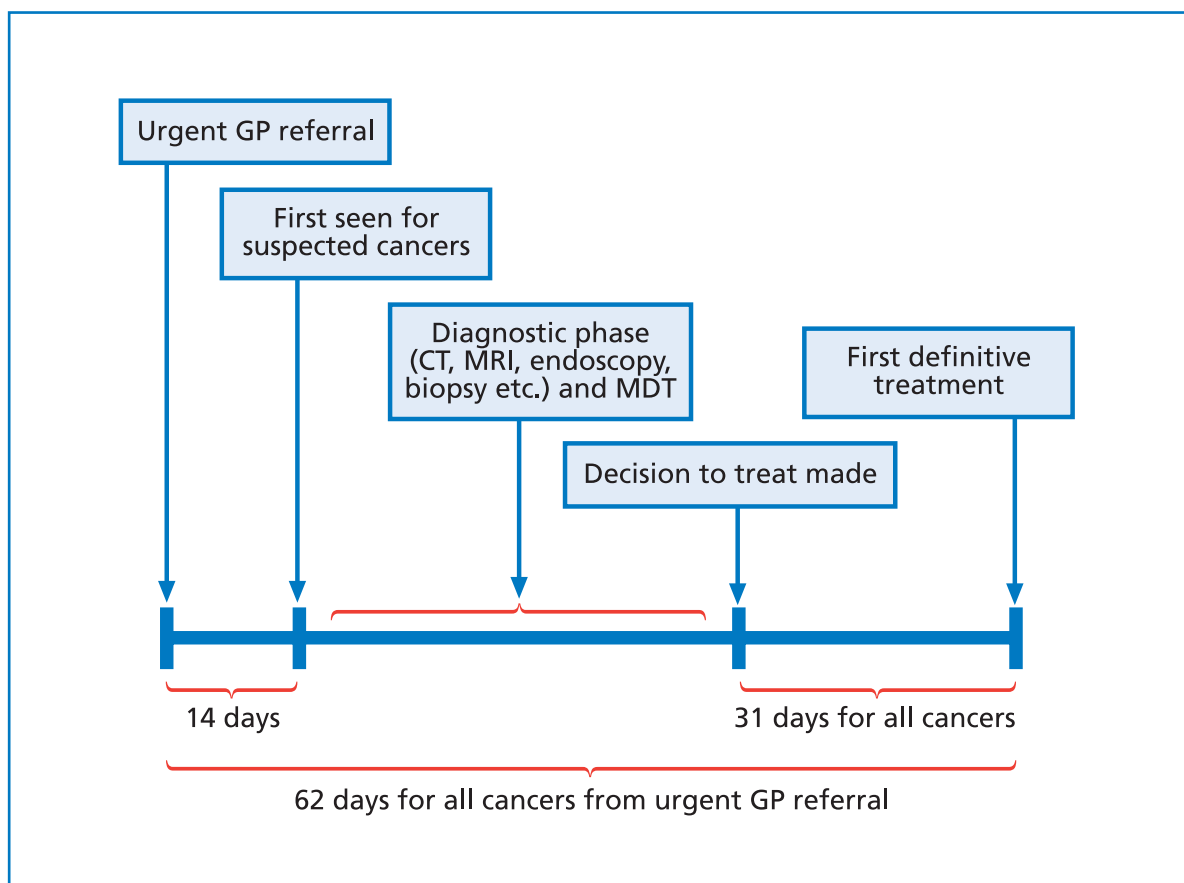 Urgent GP referral
First seen for
suspected cancers
Diagnostic phase
(CT, MRI, endoscopy,
biopsy etc.) and MDT
First definitive
treatment
Decision to treat made
14 days
31 days for all cancers
62 days for all cancers from urgent GP referral